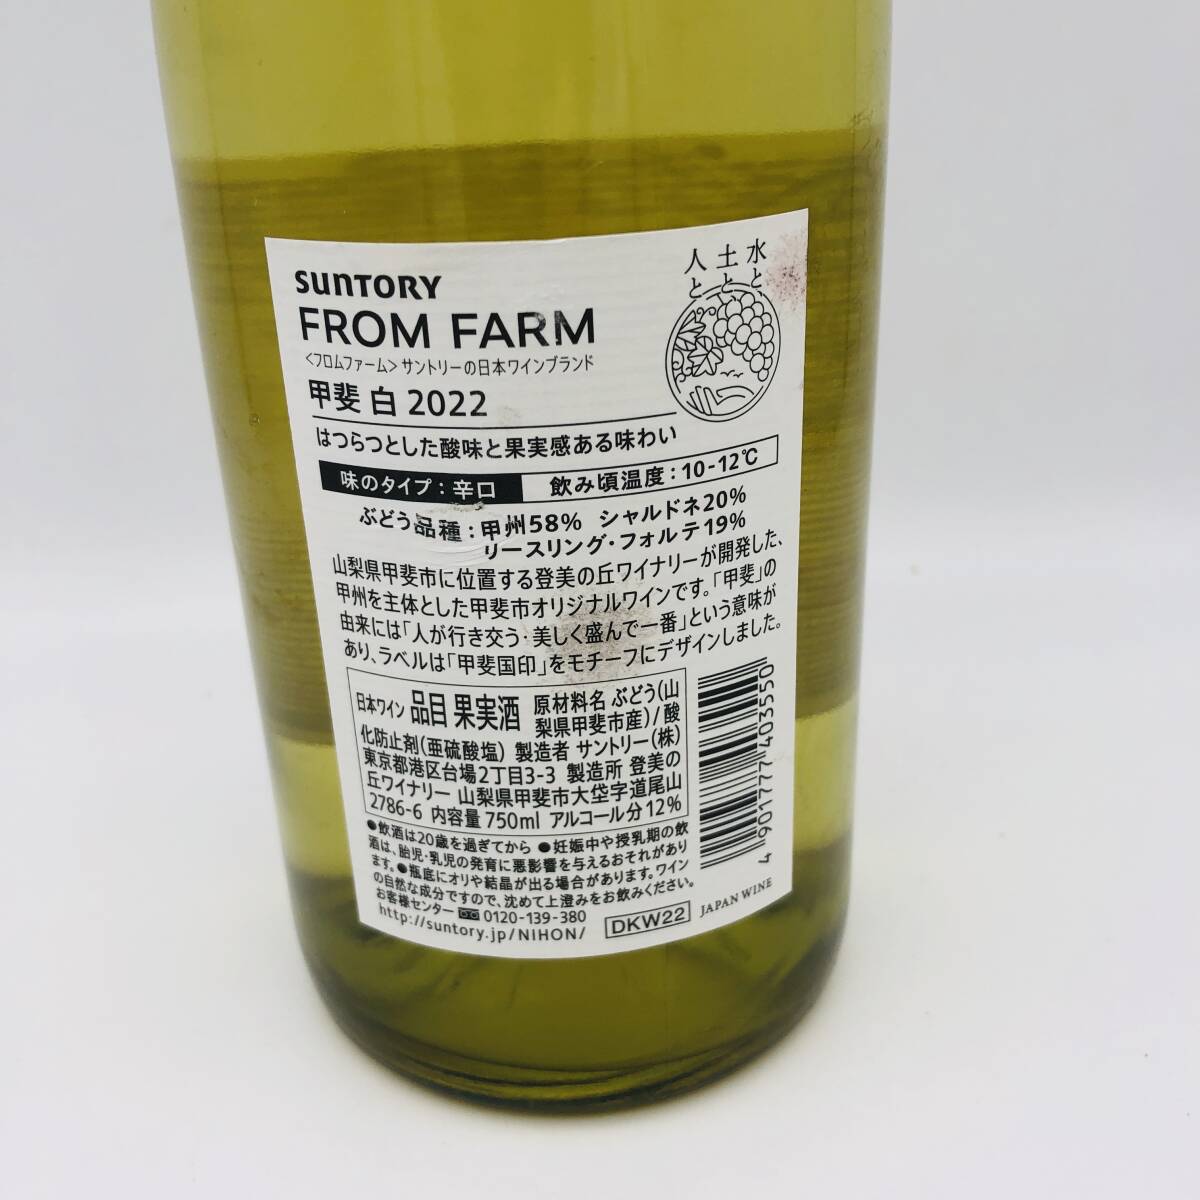 水と、
土と、
人と
SUNTORY
FROM FARM
〈フロムファーム〉サントリーの日本ワインブランド
甲斐 白 2022
はつらつとした酸味と果実感ある味わい
味のタイプ：辛口 飲み頃温度：10-12℃
ぶどう品種：甲州58% シャルドネ20%
リースリング・フォルテ19%
山梨県甲斐市に位置する登美の丘ワイナリーが開発した、
甲州を主体とした甲斐市オリジナルワインです。「甲斐」の
由来には「人が行き交う・美しく盛んで一番」という意味が
あり、ラベルは「甲斐国印」をモチーフにデザインしました。
日本ワイン 品目 果実酒 原材料名 ぶどう(山
梨県甲斐市産)/酸
化防止剤(亜硫酸塩) 製造者 サントリー(株)
東京都港区台場2丁目3-3 製造所 登美の
丘ワイナリー 山梨県甲斐市大垈字道尾山
2786-6 内容量 750ml アルコール分 12%
●飲酒は20歳を過ぎてから ●妊娠中や授乳期の飲
酒は、胎児・乳児の発育に悪影響を与えるおそれがあり
ます。●瓶底にオリや結晶が出る場合があります。ワイン
の自然な成分ですので、沈めて上澄みをお飲みください。
お客様センター 0120-139-380
http://suntory.jp/NIHON/
DKW22
JAPAN WINE
4 901777 403550